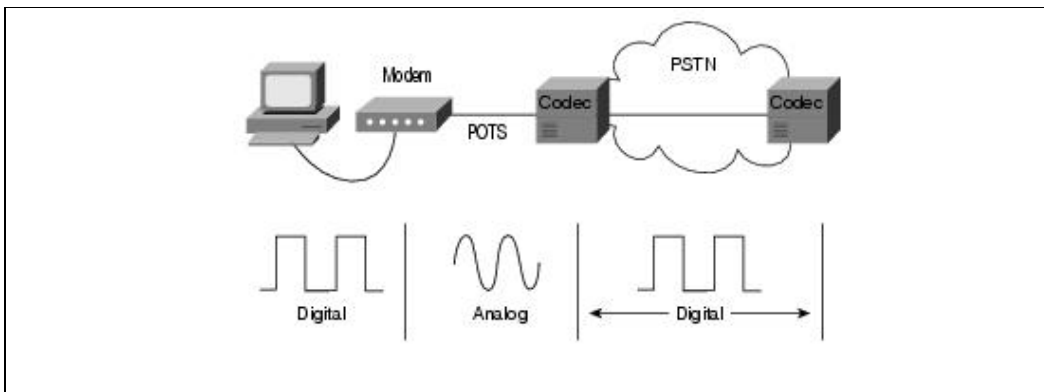 PSTN
Modem
Codec
Codec
POTS
Digital
Analog
Digital